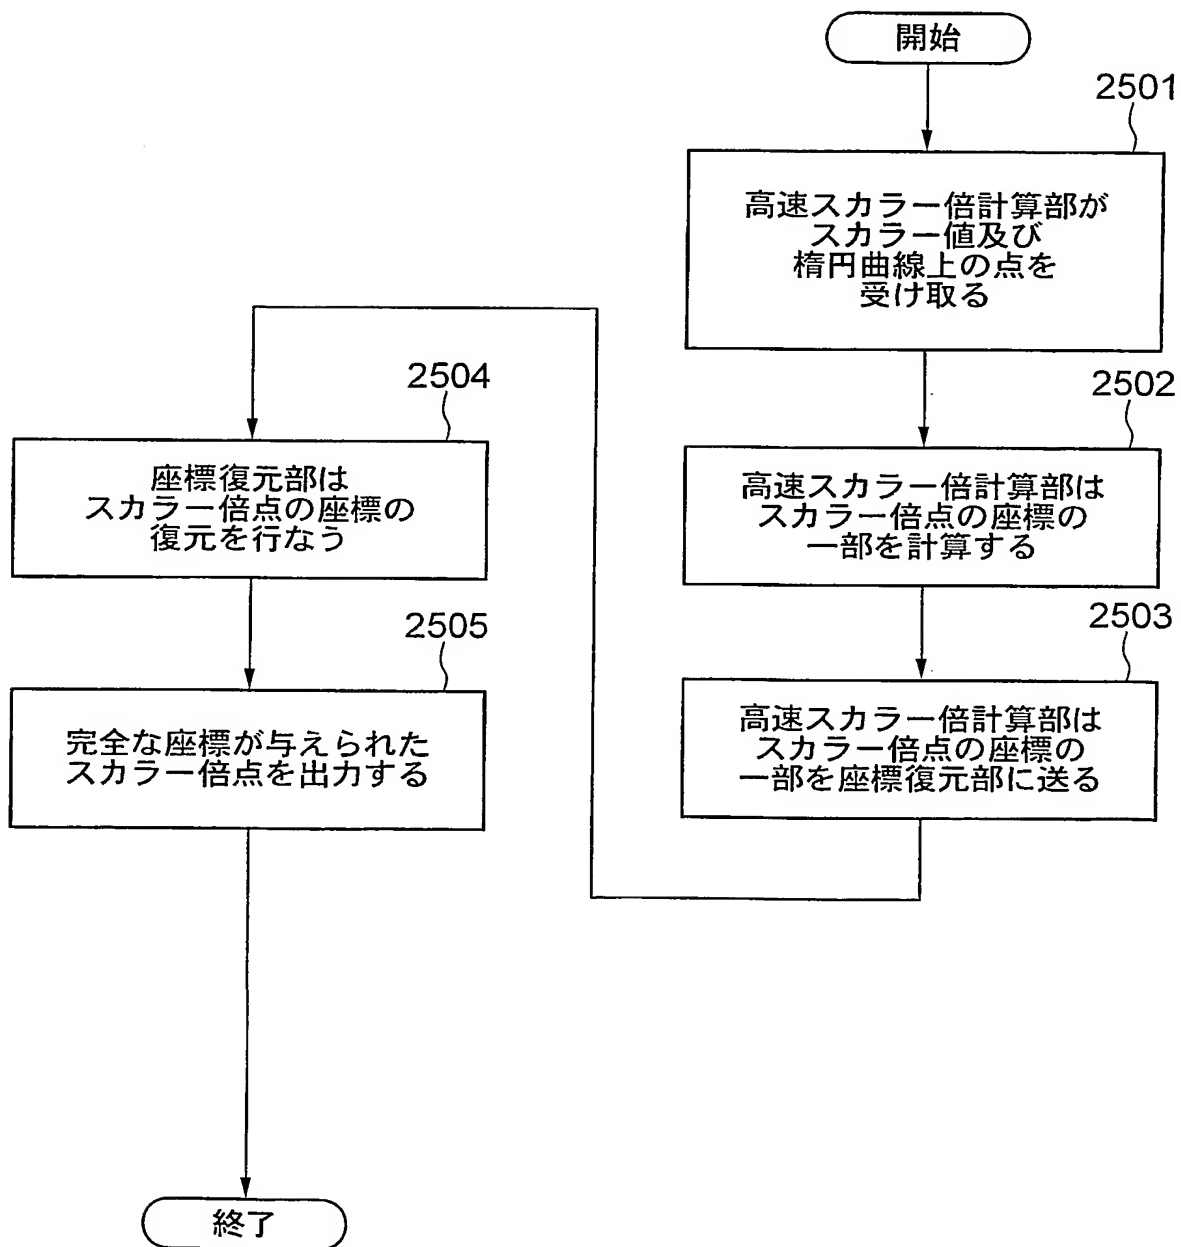 開始
2501
高速スカラー倍計算部が
スカラー値及び
楕円曲線上の点を
受け取る
2502
高速スカラー倍計算部は
スカラー倍点の座標の
一部を計算する
2503
高速スカラー倍計算部は
スカラー倍点の座標の
一部を座標復元部に送る
2504
座標復元部は
スカラー倍点の座標の
復元を行なう
2505
完全な座標が与えられた
スカラー倍点を出力する
終了